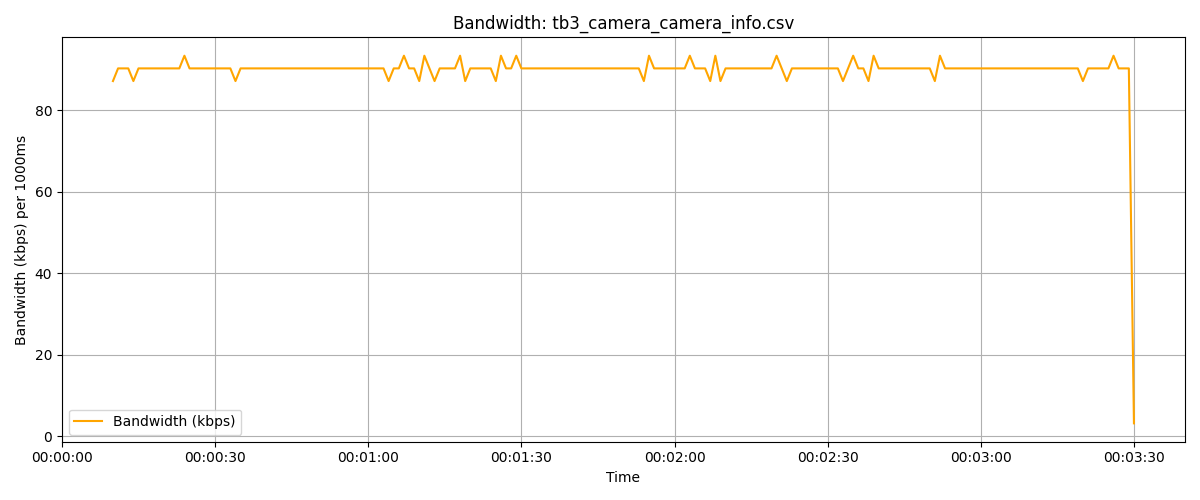 Bandwidth: tb3_camera_camera_info.csv
Bandwidth (kbps) per 1000ms
80
60
40
20
0
Bandwidth (kbps)
00:00:00 00:00:30 00:01:00 00:01:30 00:02:00 00:02:30 00:03:00 00:03:30
Time